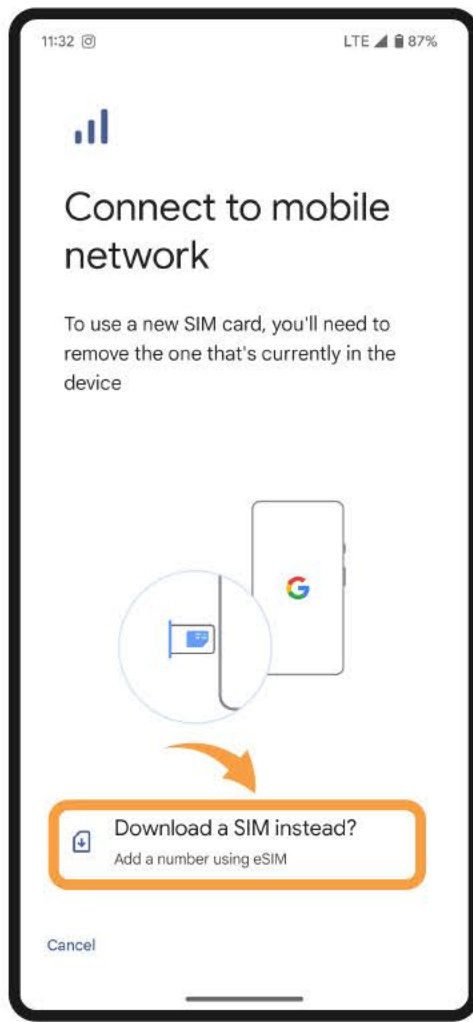 11:32 LTE 87%
Connect to mobile
network
To use a new SIM card, you'll need to
remove the one that's currently in the
device
G
Download a SIM instead?
Add a number using eSIM
Cancel